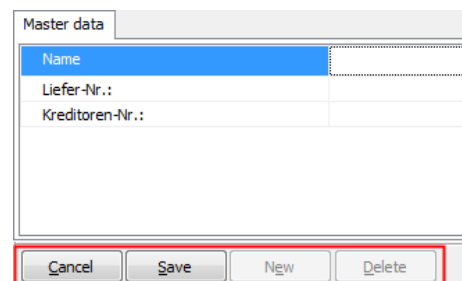 Master data
Name
Liefer-Nr.:
Kreditoren-Nr.:
Cancel Save New Delete